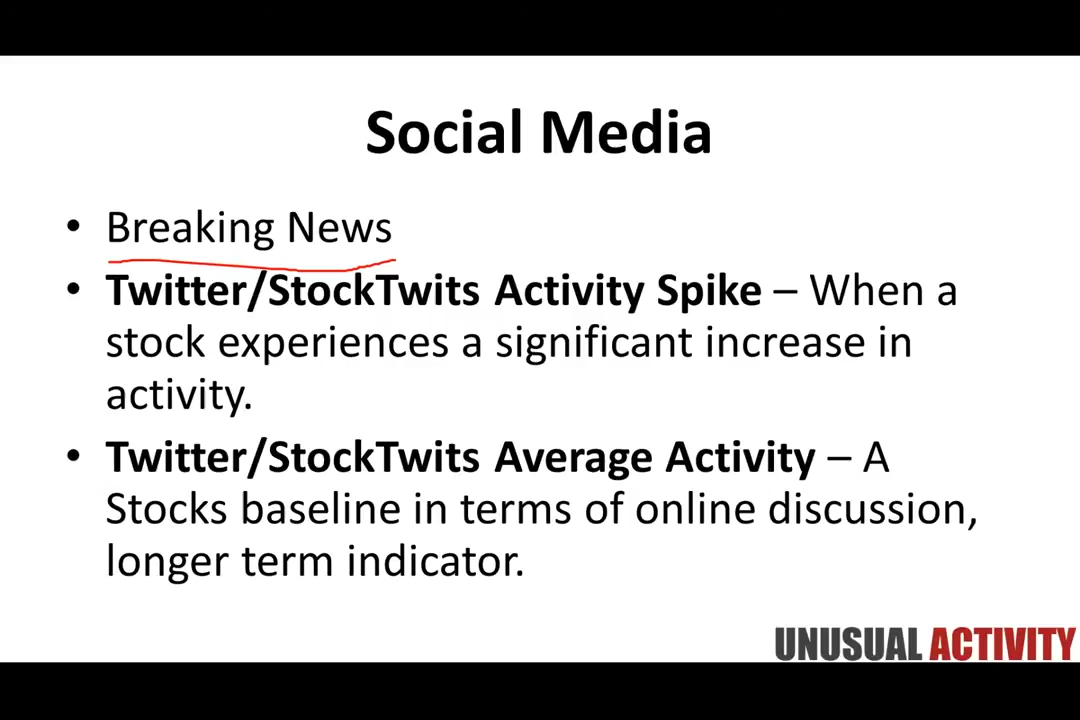 Social Media
• Breaking News
• Twitter/StockTwits Activity Spike – When a
stock experiences a significant increase in
activity.
• Twitter/StockTwits Average Activity – A
Stocks baseline in terms of online discussion,
longer term indicator.
UNUSUAL ACTIVITY